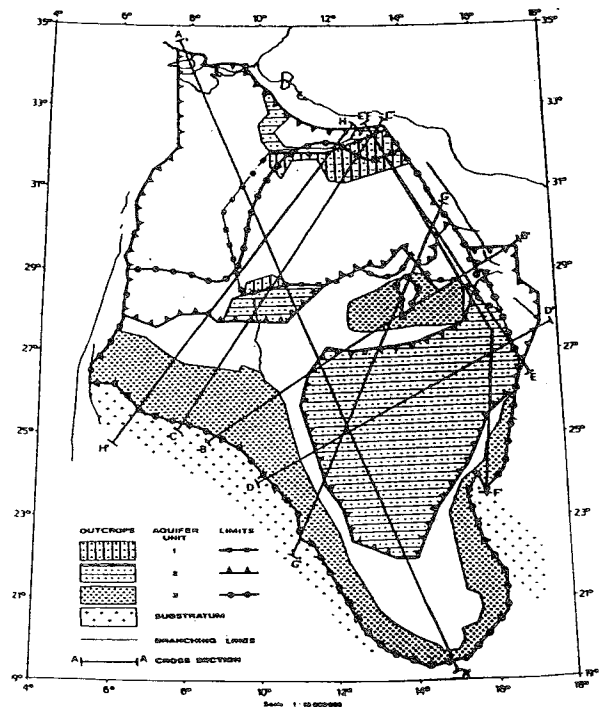 4° 6° 8° 10° 12° 14° 16° 18°
35° 35°
33° 33°
31° 31°
29° 29°
27° 27°
25° 25°
23° 23°
21° 21°
19° 19°
A
H
C
B'
D'
E
H'
C
B
D
F'
G'
OUTCROPS AQUIFER UNIT LIMITS
1
2
3
SUBSTRATUM
BRANCHING LINES
A A' CROSS SECTION
4° 6° 8° 10° 12° 14° 16° 18°